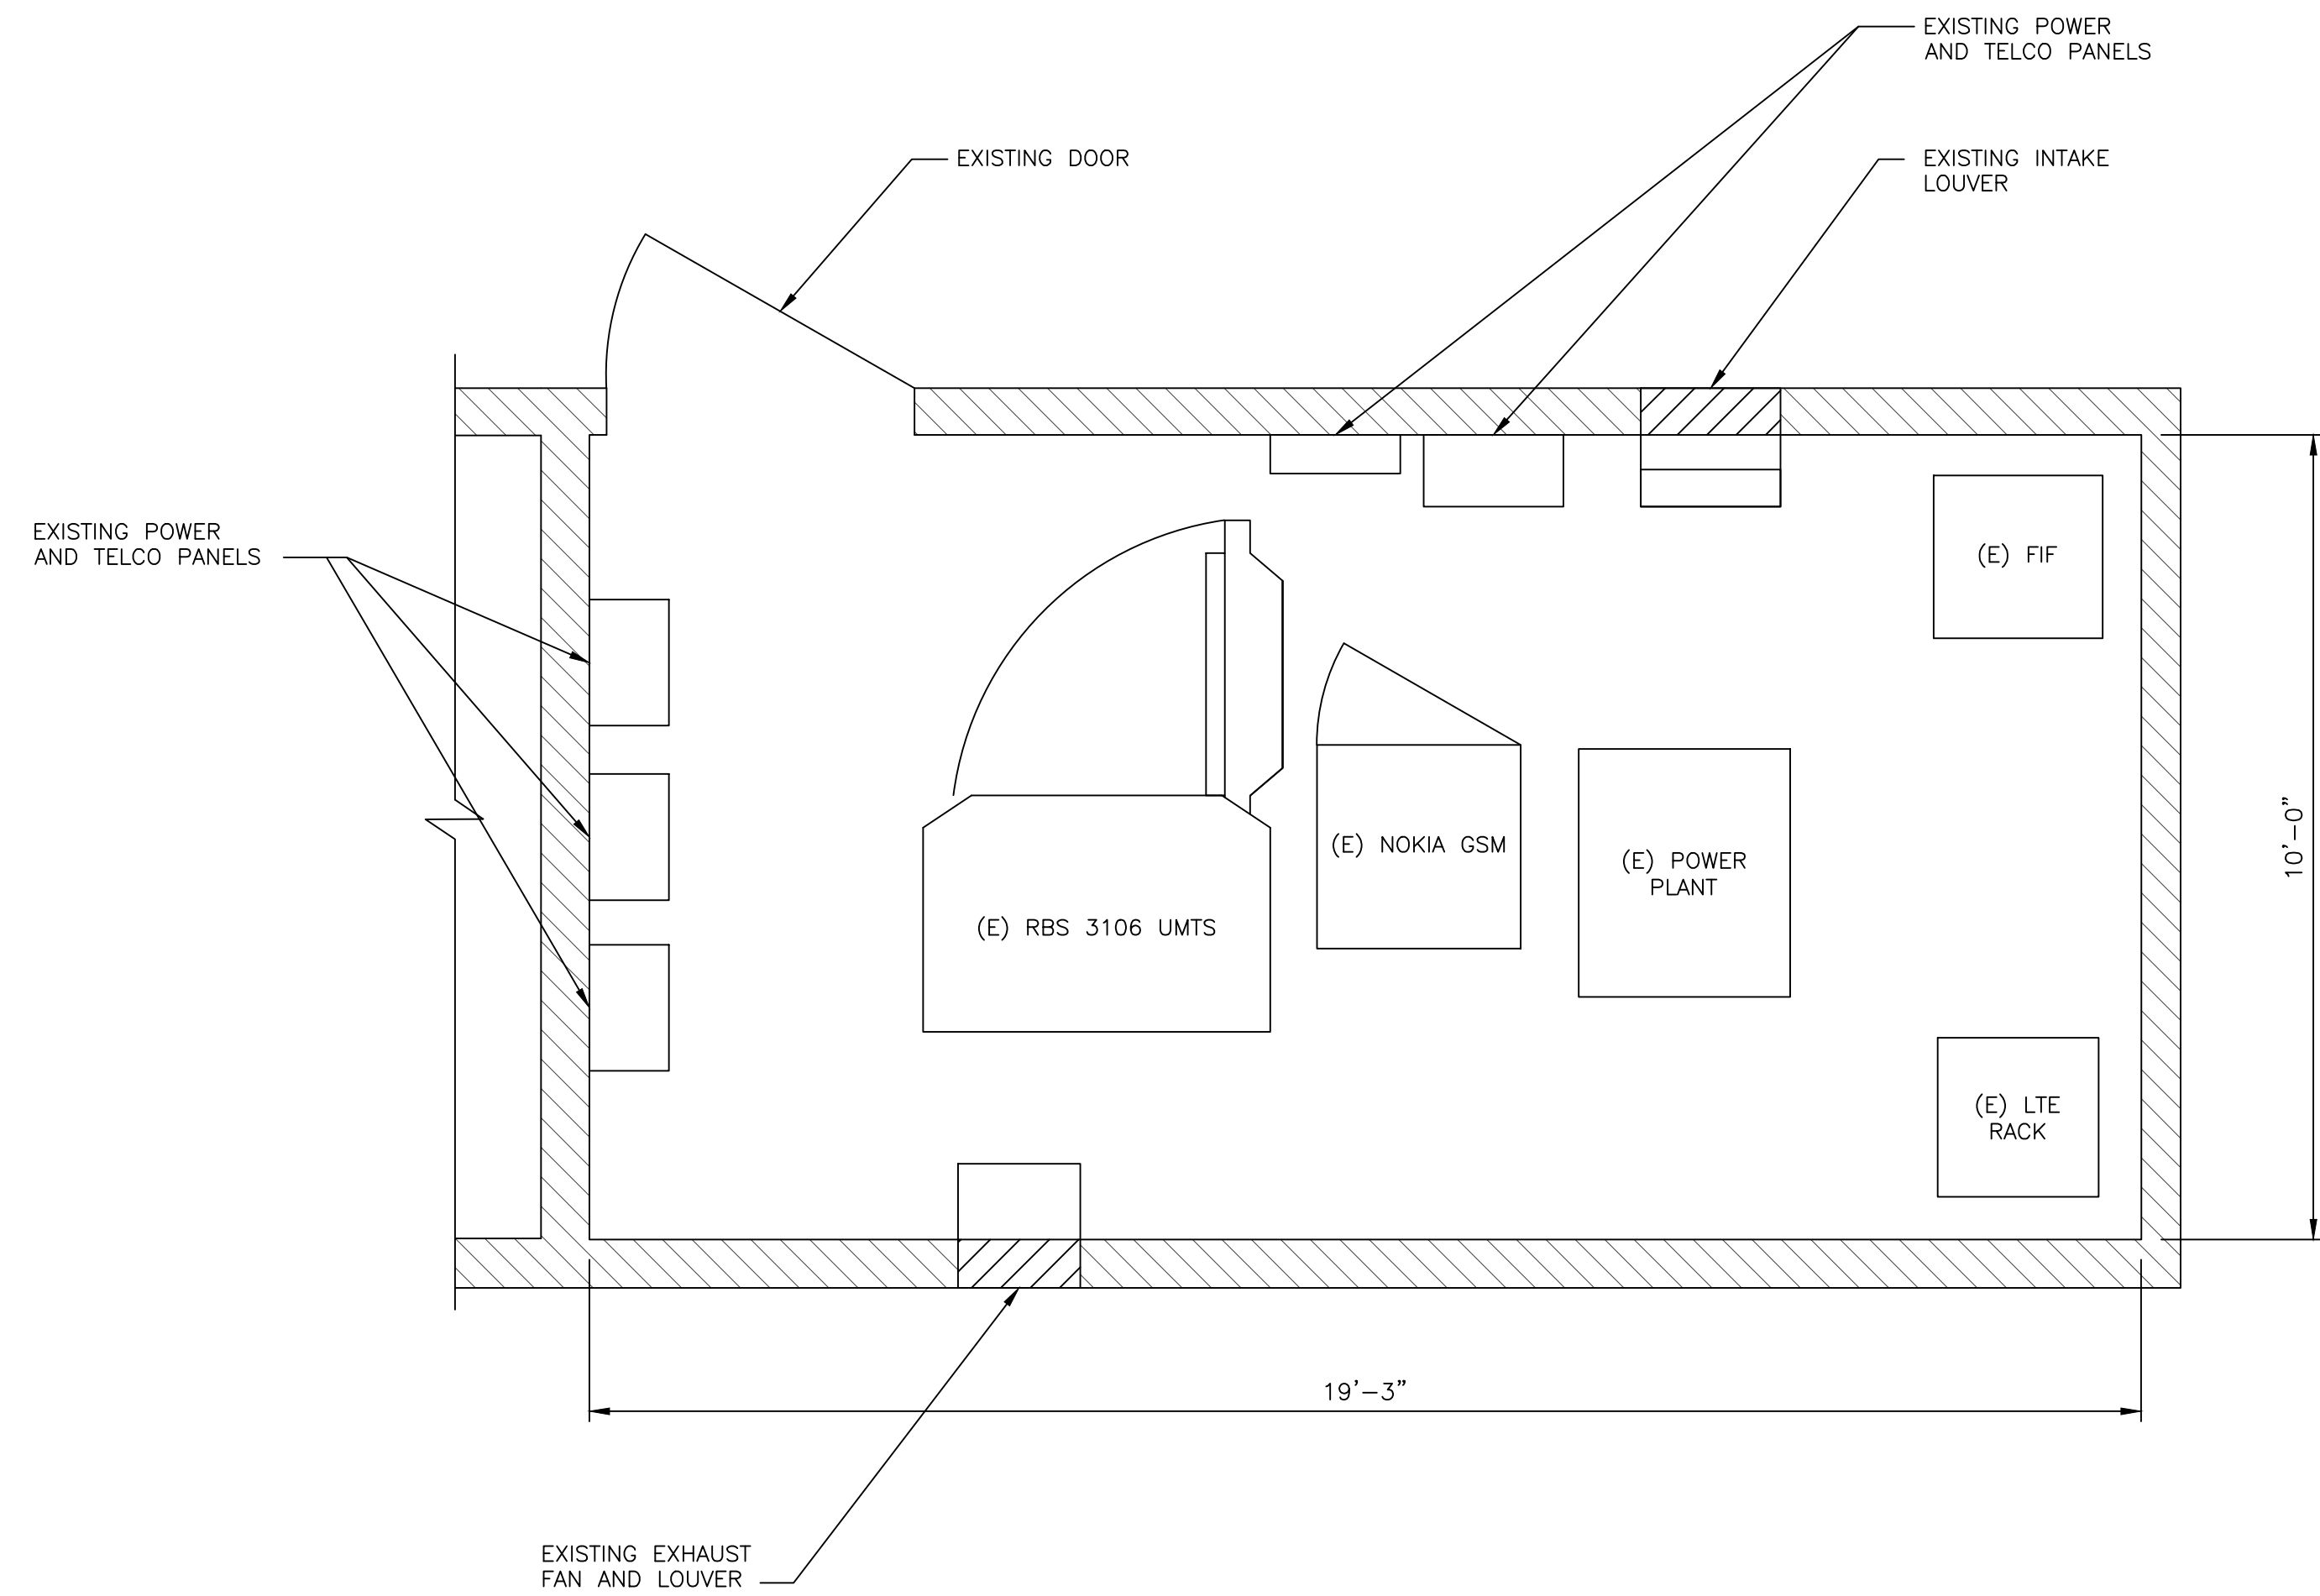 EXISTING POWER
AND TELCO PANELS
EXISTING DOOR
EXISTING INTAKE
LOUVER
EXISTING POWER
AND TELCO PANELS
(E) FIF
(E) NOKIA GSM
(E) POWER
PLANT
(E) RBS 3106 UMTS
10'-0"
(E) LTE
RACK
19'-3"
EXISTING EXHAUST
FAN AND LOUVER